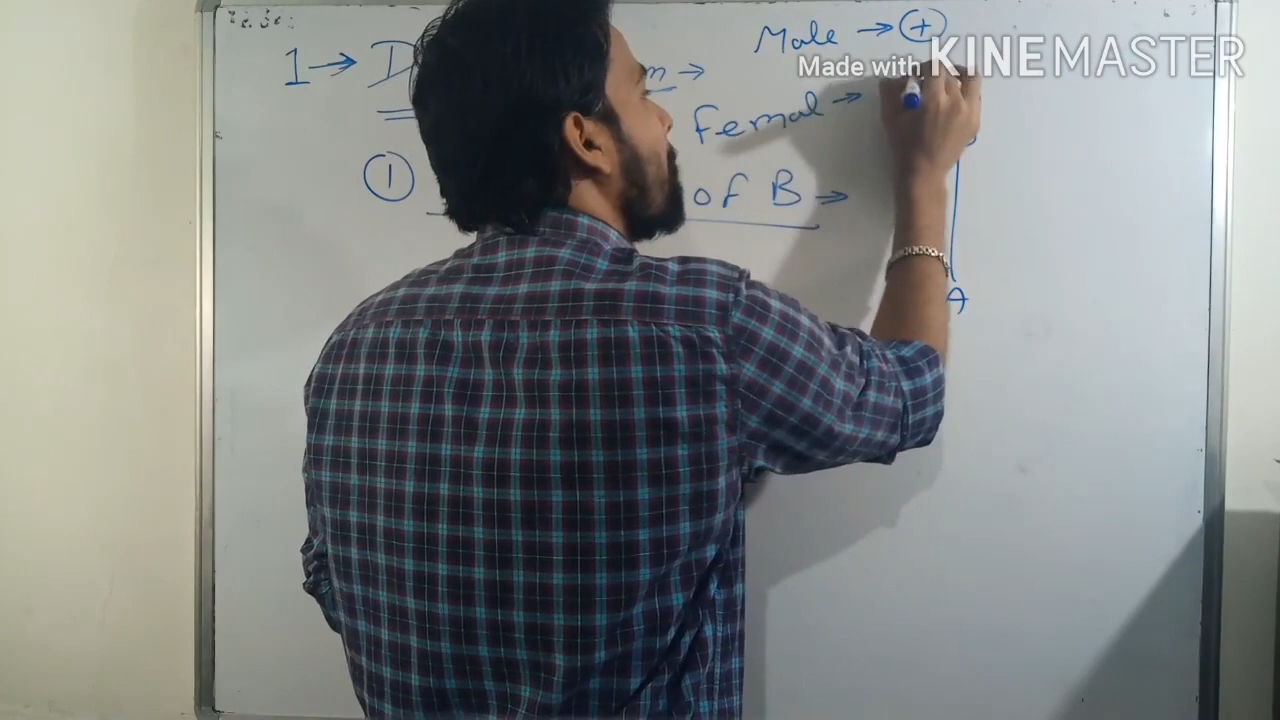 Male → ⊕
Made with KINEMASTER
1 → D
m →
Femal →
① of B →
A